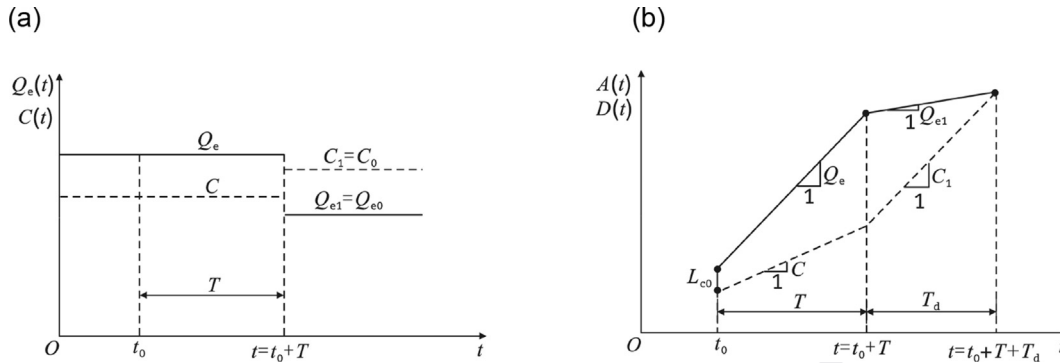 (a)
Qe(t)
C(t)
Qe
C1=C0
C
Qe1=Qe0
T
O
t0
t=t0+T
t
(b)
A(t)
D(t)
Qe1
1
Qe
1
C1
1
Lc0
C
1
T
Td
O
t0
t=t0+T
t=t0+T+Td